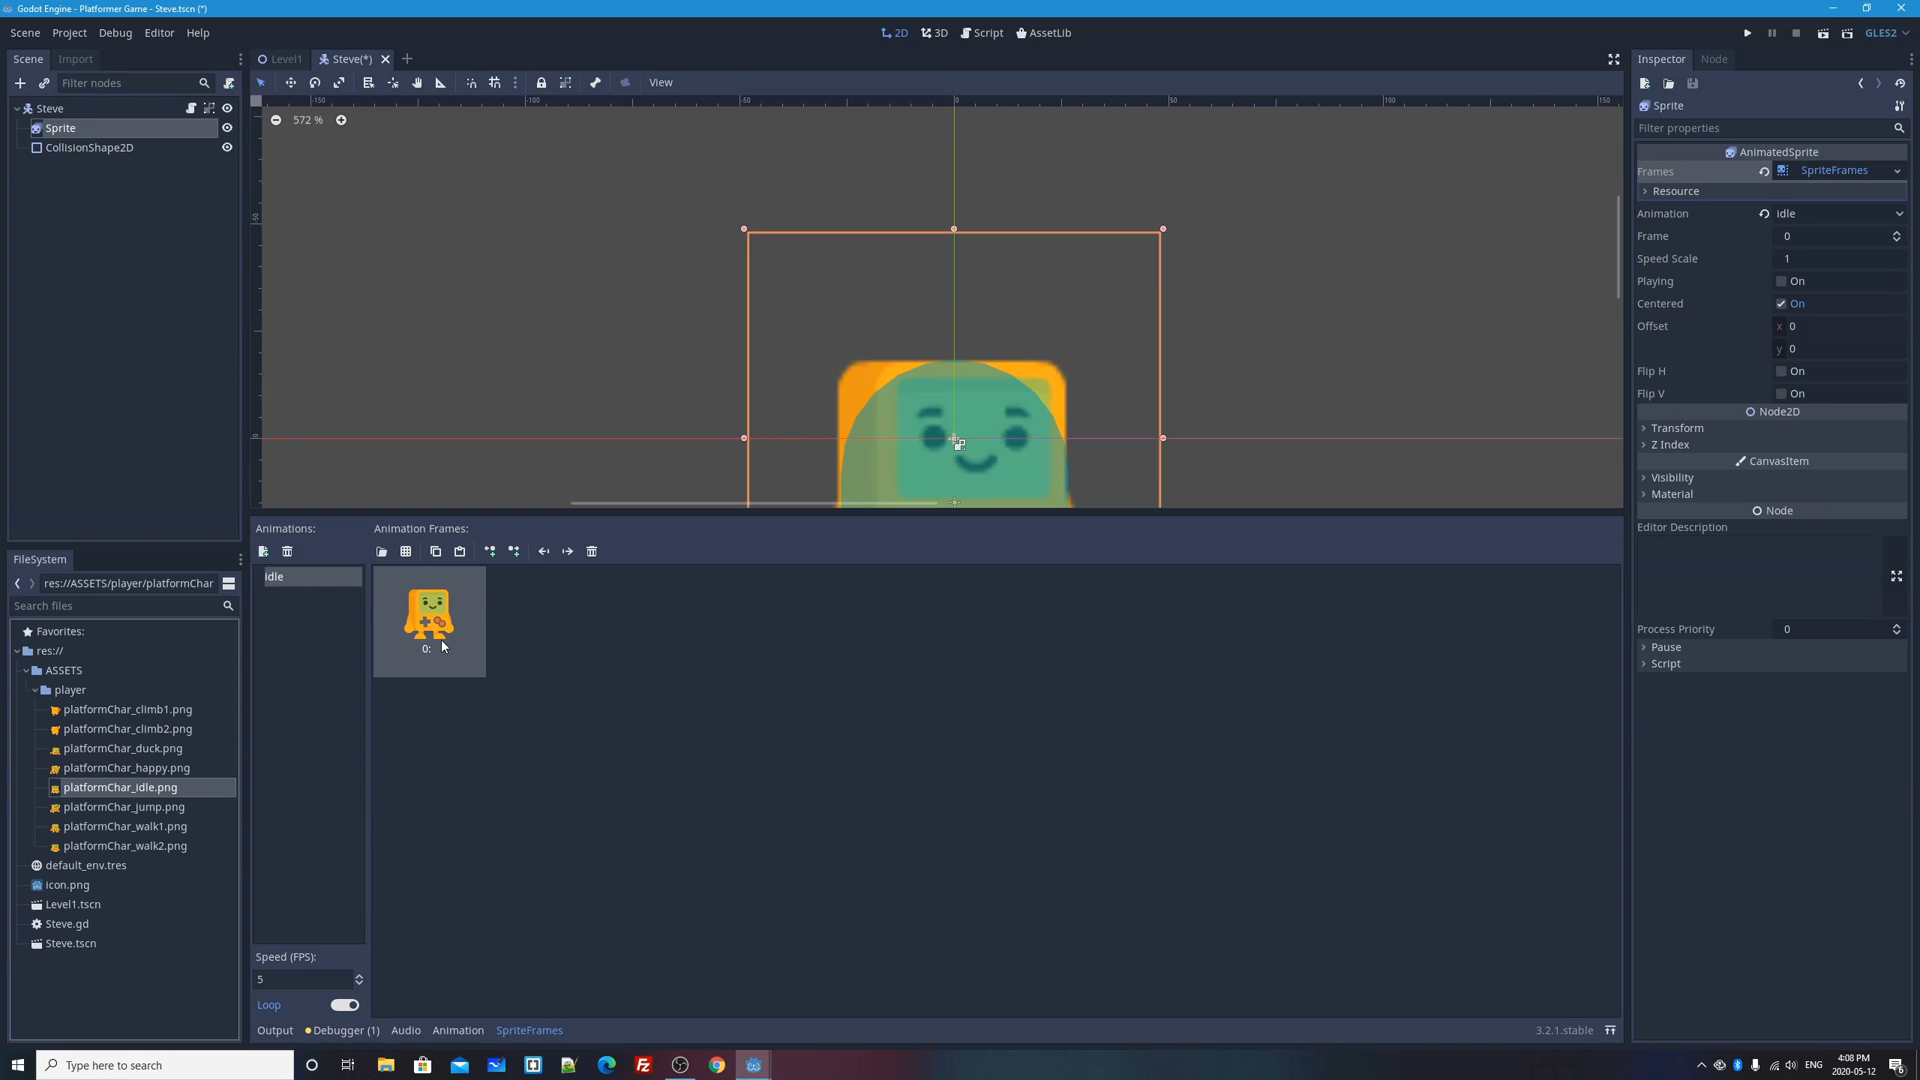 Godot Engine - Platformer Game - Steve.tscn (*)
Scene Project Debug Editor Help
2D 3D Script AssetLib
GLES2
Scene Import
Level1 Steve(*)
Inspector Node
Filter nodes
View
Steve
Sprite
CollisionShape2D
-150 -100 -50 0 50 100 150
572 %
-50
0
Sprite
Filter properties
AnimatedSprite
Frames SpriteFrames
Resource
Animation idle
Frame 0
Speed Scale 1
Playing On
Centered On
Offset x 0
y 0
Flip H On
Flip V On
Node2D
Transform
Z Index
CanvasItem
Visibility
Material
Node
Editor Description
Process Priority 0
Pause
Script
FileSystem
res://ASSETS/player/platformChar
Search files
Favorites:
res://
ASSETS
player
platformChar_climb1.png
platformChar_climb2.png
platformChar_duck.png
platformChar_happy.png
platformChar_idle.png
platformChar_jump.png
platformChar_walk1.png
platformChar_walk2.png
default_env.tres
icon.png
Level1.tscn
Steve.gd
Steve.tscn
Animations: Animation Frames:
idle
0:
Speed (FPS):
5
Loop
Output Debugger (1) Audio Animation SpriteFrames
3.2.1.stable
Type here to search
ENG
4:08 PM
2020-05-12
6